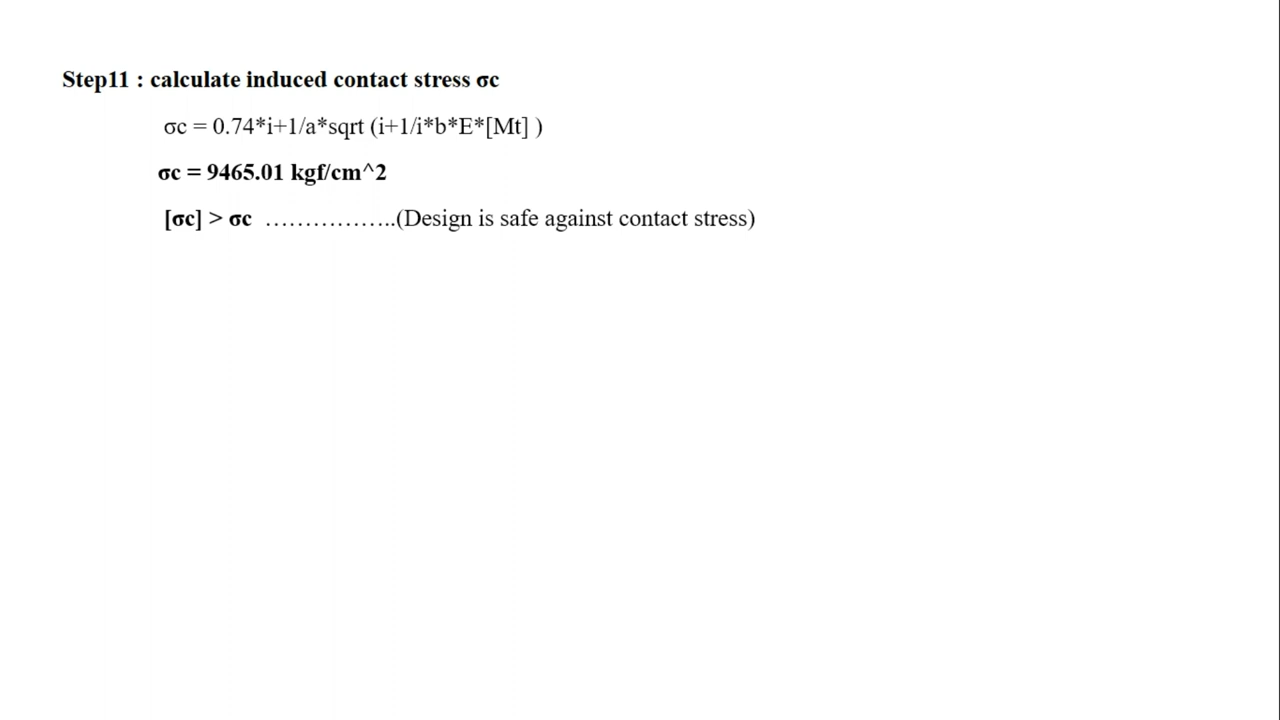 Step11 : calculate induced contact stress σc
σc = 0.74*i+1/a*sqrt (i+1/i*b*E*[Mt] )
σc = 9465.01 kgf/cm^2
[σc] > σc ……………..(Design is safe against contact stress)